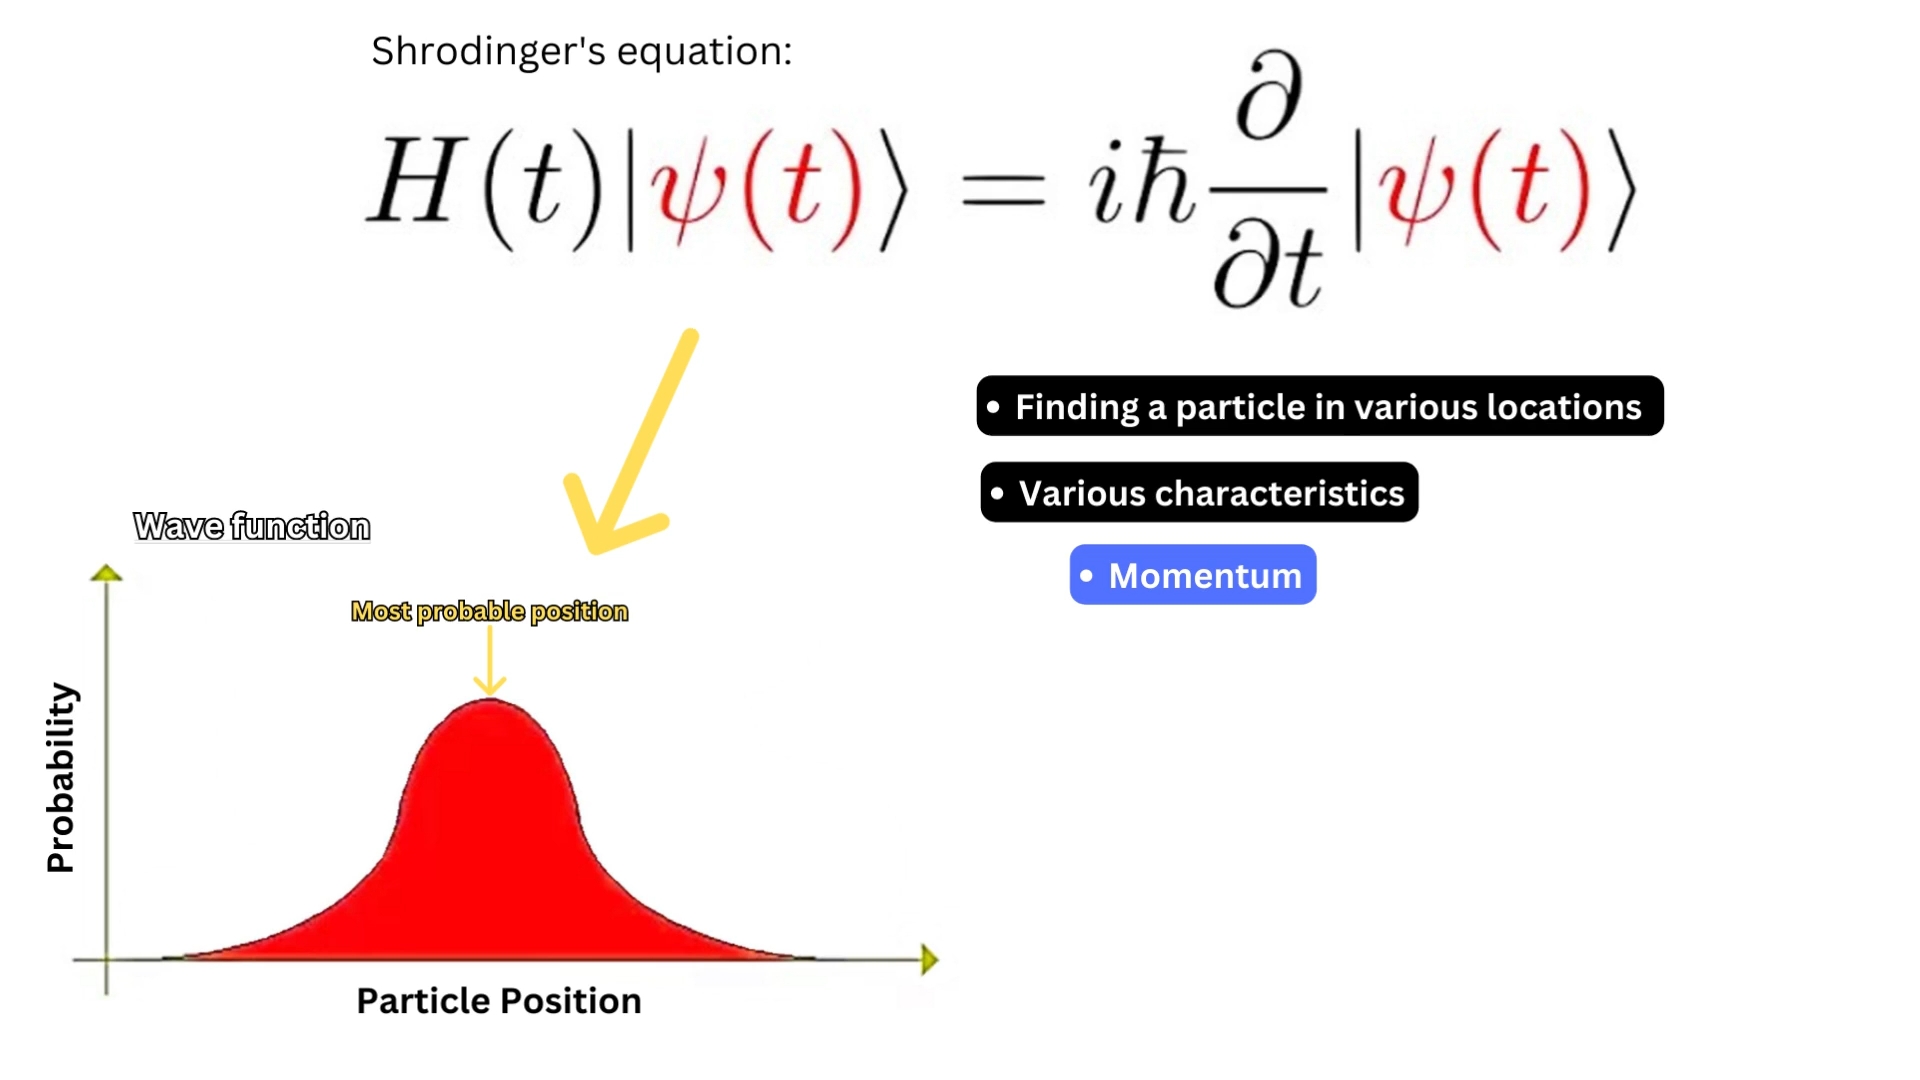 Shrodinger's equation:
H(t)|ψ(t)⟩ = iħ ∂/∂t |ψ(t)⟩
• Finding a particle in various locations
• Various characteristics
• Momentum
Wave function
Most probable position
Probability
Particle Position